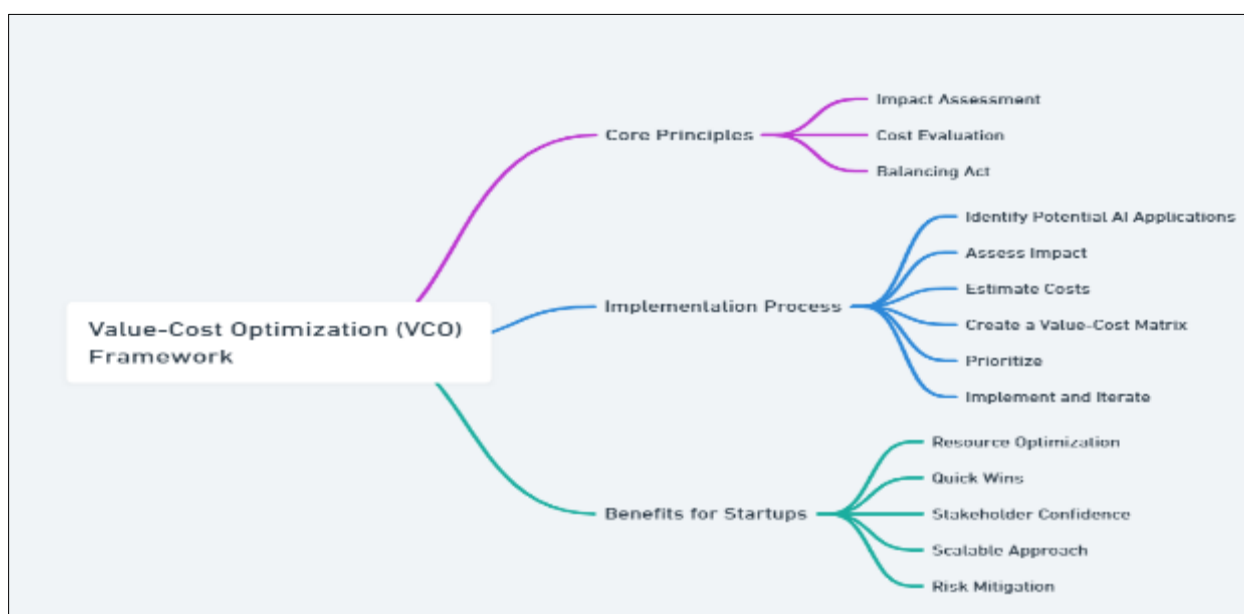 Value-Cost Optimization (VCO)
Framework
Core Principles
Impact Assessment
Cost Evaluation
Balancing Act
Implementation Process
Identify Potential AI Applications
Assess Impact
Estimate Costs
Create a Value-Cost Matrix
Prioritize
Implement and Iterate
Benefits for Startups
Resource Optimization
Quick Wins
Stakeholder Confidence
Scalable Approach
Risk Mitigation